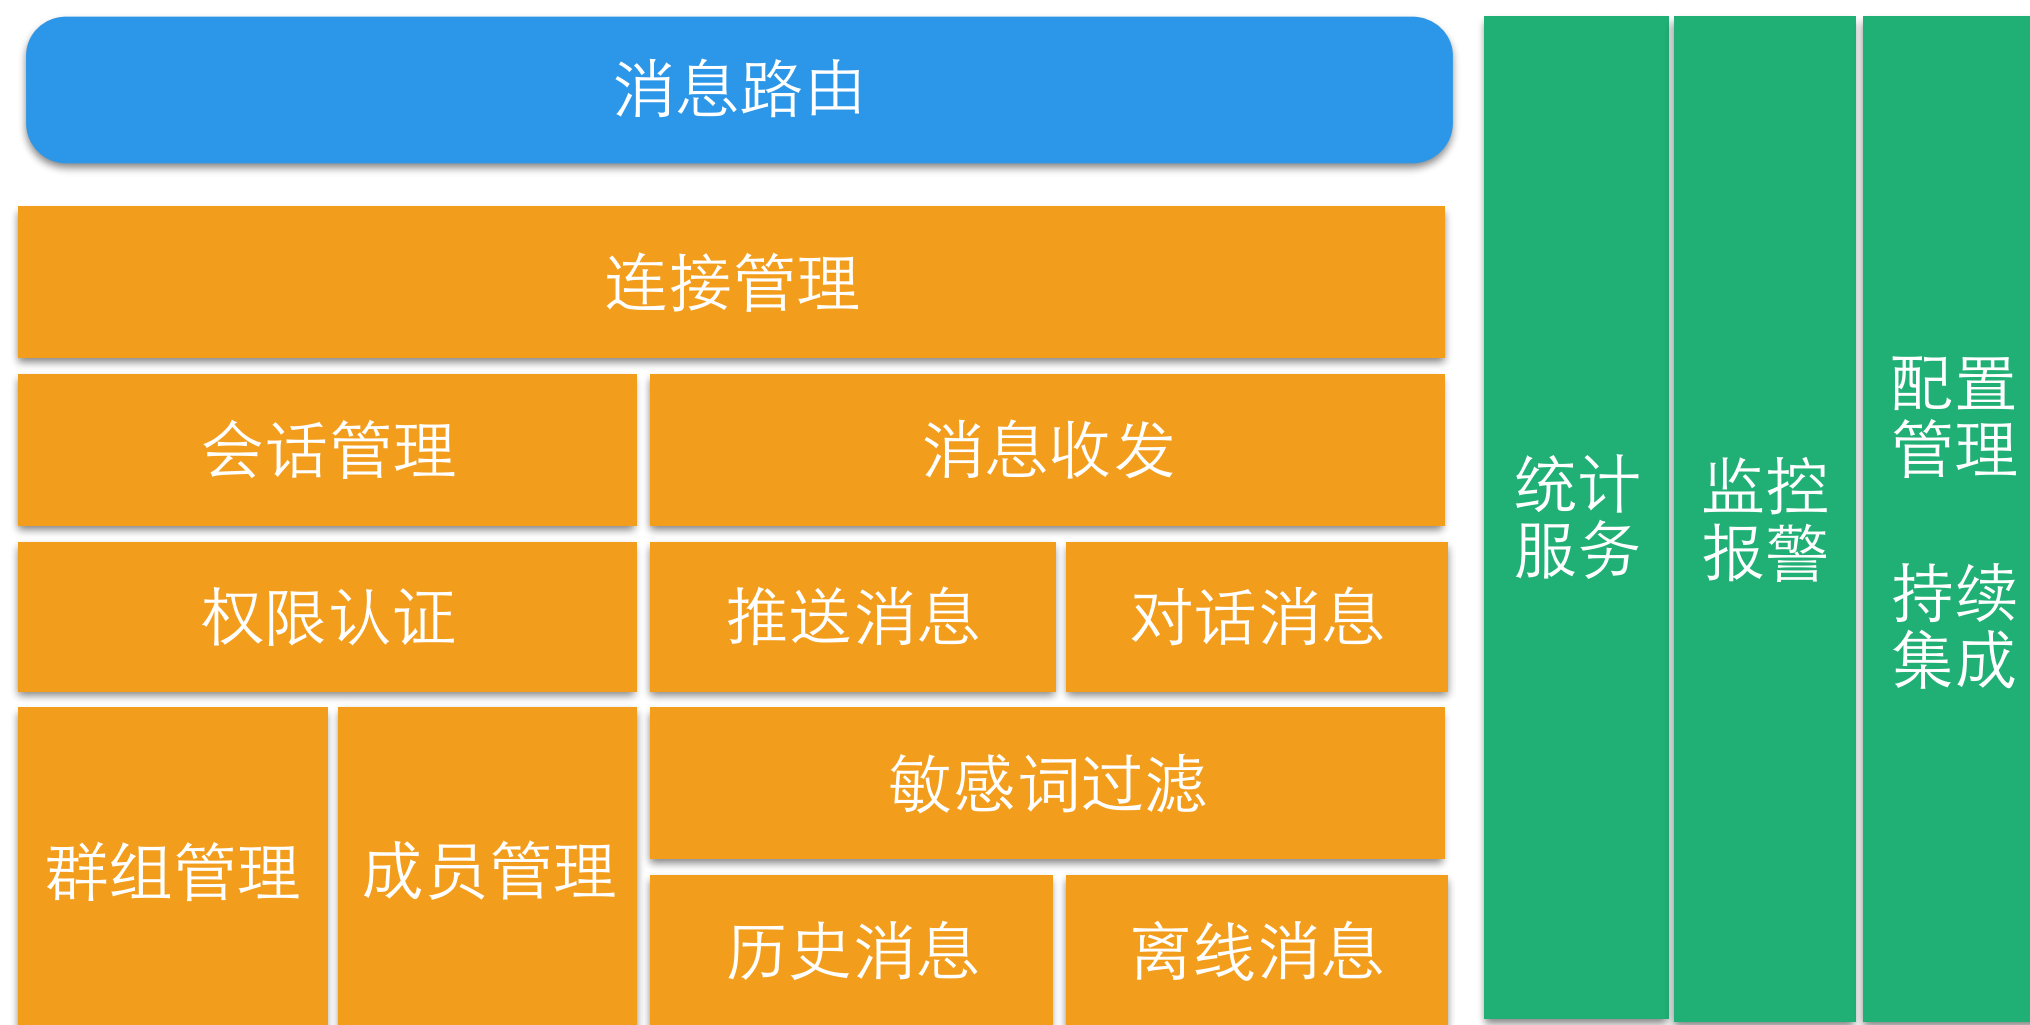 消息路由
连接管理
会话管理
消息收发
权限认证
推送消息
对话消息
群组管理
成员管理
敏感词过滤
历史消息
离线消息
统计
服务
监控
报警
配置
管理
持续
集成